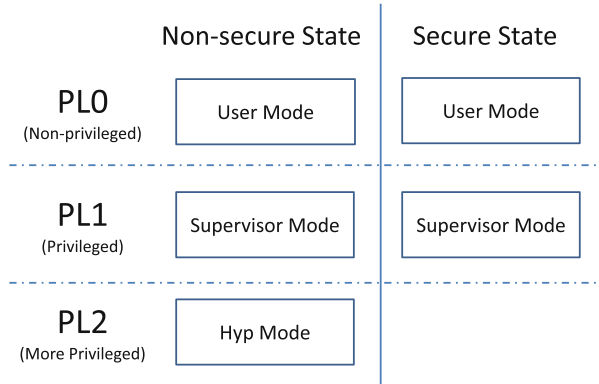 Non-secure State
Secure State
PL0
(Non-privileged)
User Mode
User Mode
PL1
(Privileged)
Supervisor Mode
Supervisor Mode
PL2
(More Privileged)
Hyp Mode